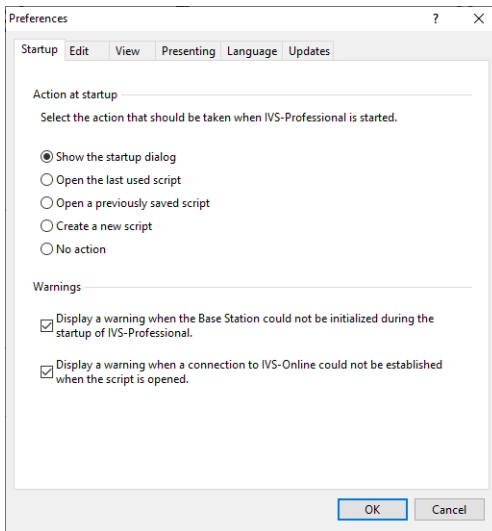 Preferences
?
Startup Edit View Presenting Language Updates
Action at startup
Select the action that should be taken when IVS-Professional is started.
Show the startup dialog
Open the last used script
Open a previously saved script
Create a new script
No action
Warnings
Display a warning when the Base Station could not be initialized during the
startup of IVS-Professional.
Display a warning when a connection to IVS-Online could not be established
when the script is opened.
OK Cancel